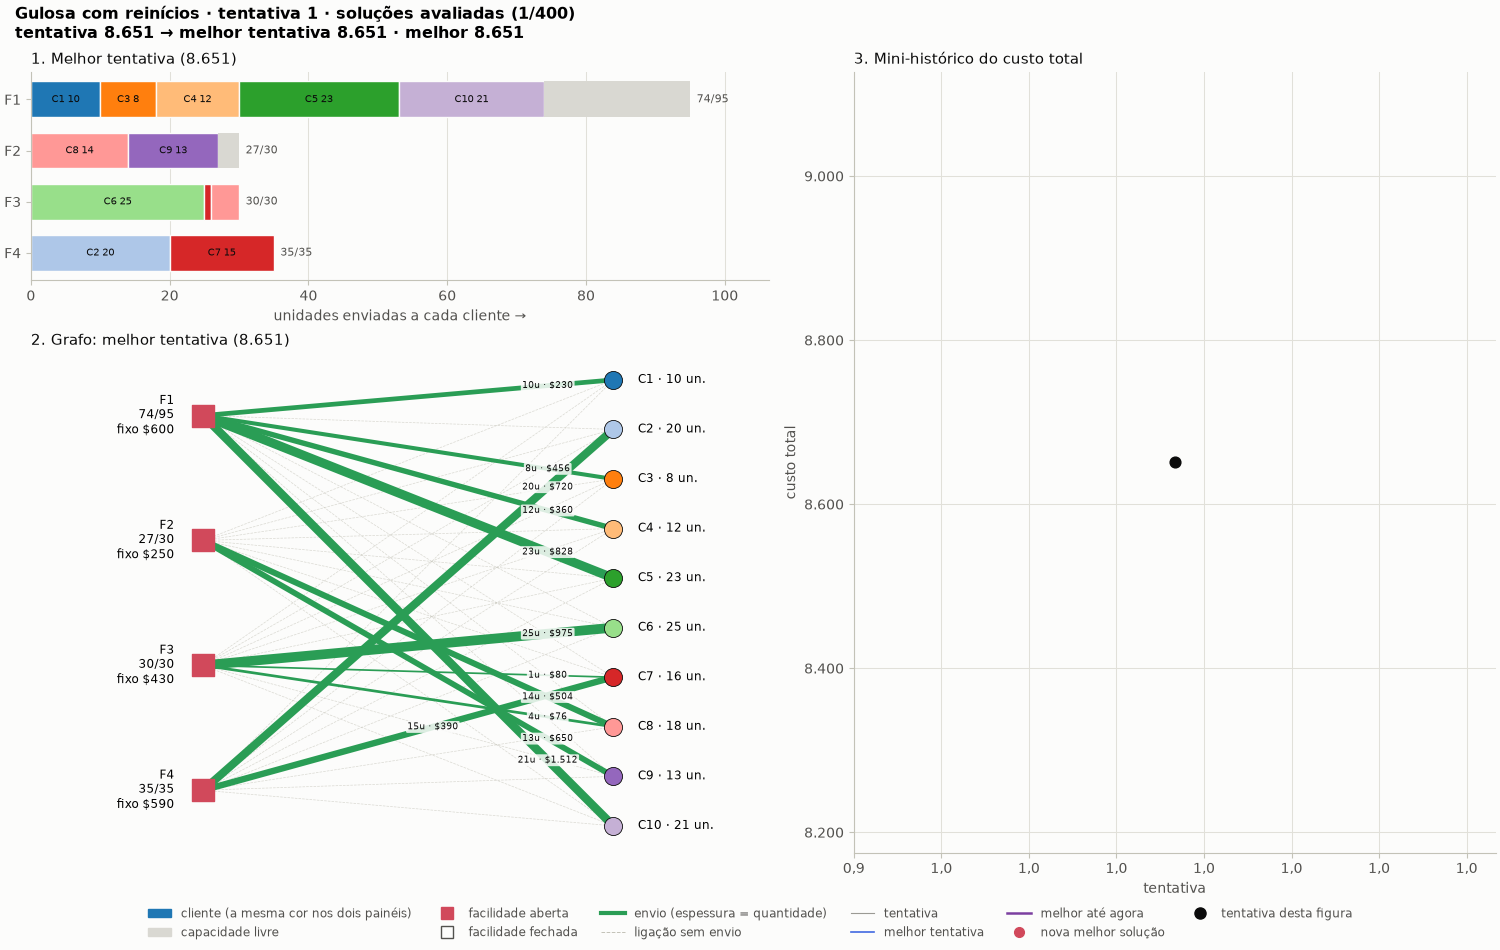 Gulosa com reinícios · tentativa 1 · soluções avaliadas (1/400)
tentativa 8.651 → melhor tentativa 8.651 · melhor 8.651
1. Melhor tentativa (8.651)
F1
C1 10
C3 8
C4 12
C5 23
C10 21
74/95
F2
C8 14
C9 13
27/30
F3
C6 25
30/30
F4
C2 20
C7 15
35/35
0
20
40
60
80
100
unidades enviadas a cada cliente →
2. Grafo: melhor tentativa (8.651)
F1
74/95
fixo $600
F2
27/30
fixo $250
F3
30/30
fixo $430
F4
35/35
fixo $590
10u · $230
8u · $456
20u · $720
12u · $360
23u · $828
25u · $975
1u · $80
14u · $504
4u · $76
15u · $390
13u · $650
21u · $1.512
C1 · 10 un.
C2 · 20 un.
C3 · 8 un.
C4 · 12 un.
C5 · 23 un.
C6 · 25 un.
C7 · 16 un.
C8 · 18 un.
C9 · 13 un.
C10 · 21 un.
3. Mini-histórico do custo total
9.000
8.800
8.600
8.400
8.200
custo total
0,9
1,0
1,0
1,0
1,0
1,0
1,0
1,0
tentativa
cliente (a mesma cor nos dois painéis)
capacidade livre
facilidade aberta
facilidade fechada
envio (espessura = quantidade)
ligação sem envio
tentativa
melhor tentativa
melhor até agora
nova melhor solução
tentativa desta figura